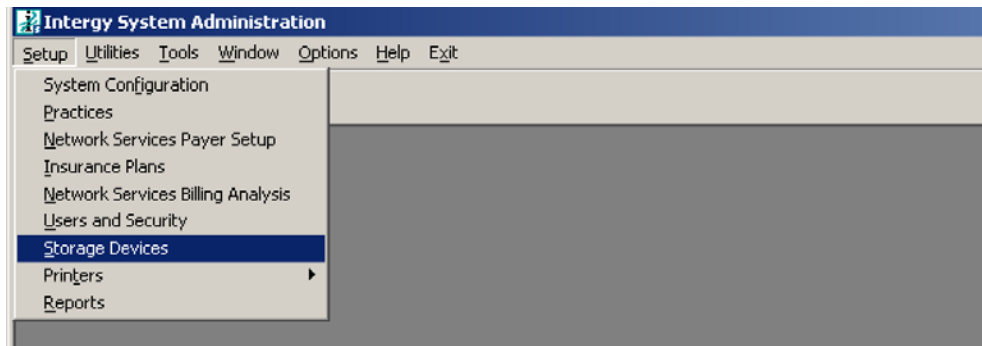 Intergy System Administration
Setup Utilities Tools Window Options Help Exit
System Configuration
Practices
Network Services Payer Setup
Insurance Plans
Network Services Billing Analysis
Users and Security
Storage Devices
Printers
Reports